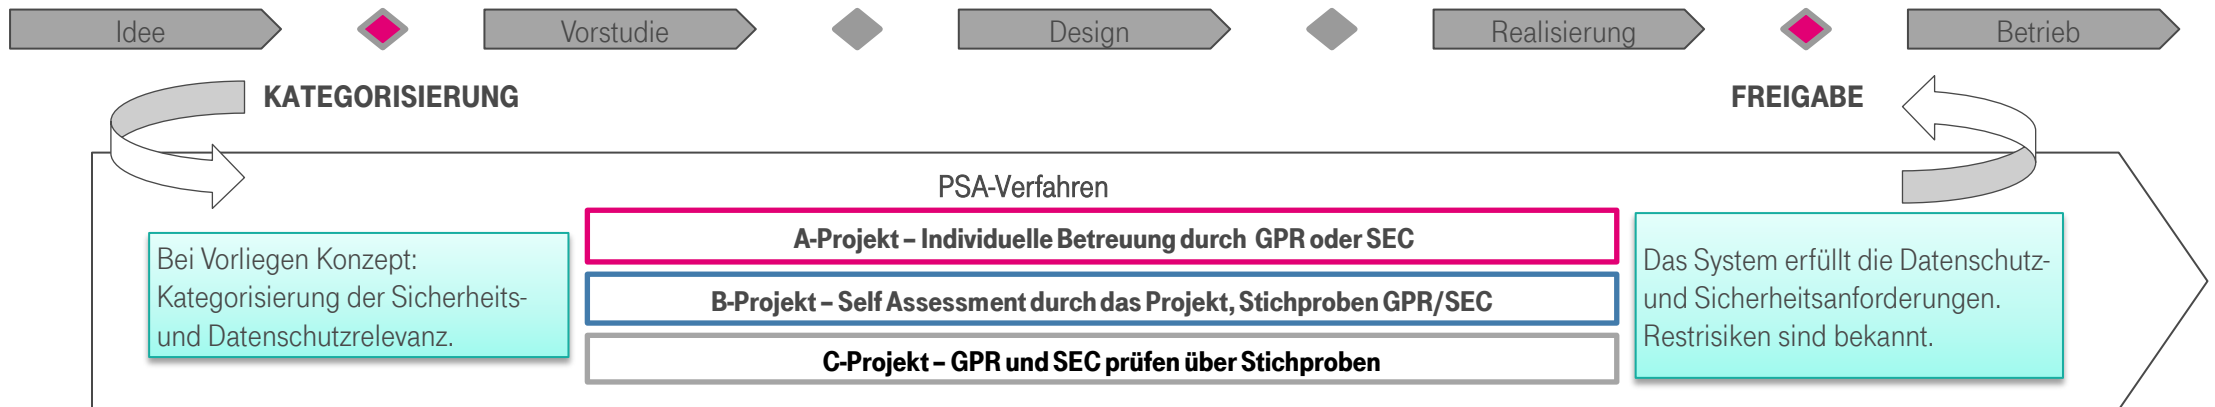 Idee
Vorstudie
Design
Realisierung
Betrieb
KATEGORISIERUNG
FREIGABE
PSA-Verfahren
Bei Vorliegen Konzept:
Kategorisierung der Sicherheits-
und Datenschutzrelevanz.
A-Projekt – Individuelle Betreuung durch GPR oder SEC
B-Projekt – Self Assessment durch das Projekt, Stichproben GPR/SEC
C-Projekt – GPR und SEC prüfen über Stichproben
Das System erfüllt die Datenschutz-
und Sicherheitsanforderungen.
Restrisiken sind bekannt.